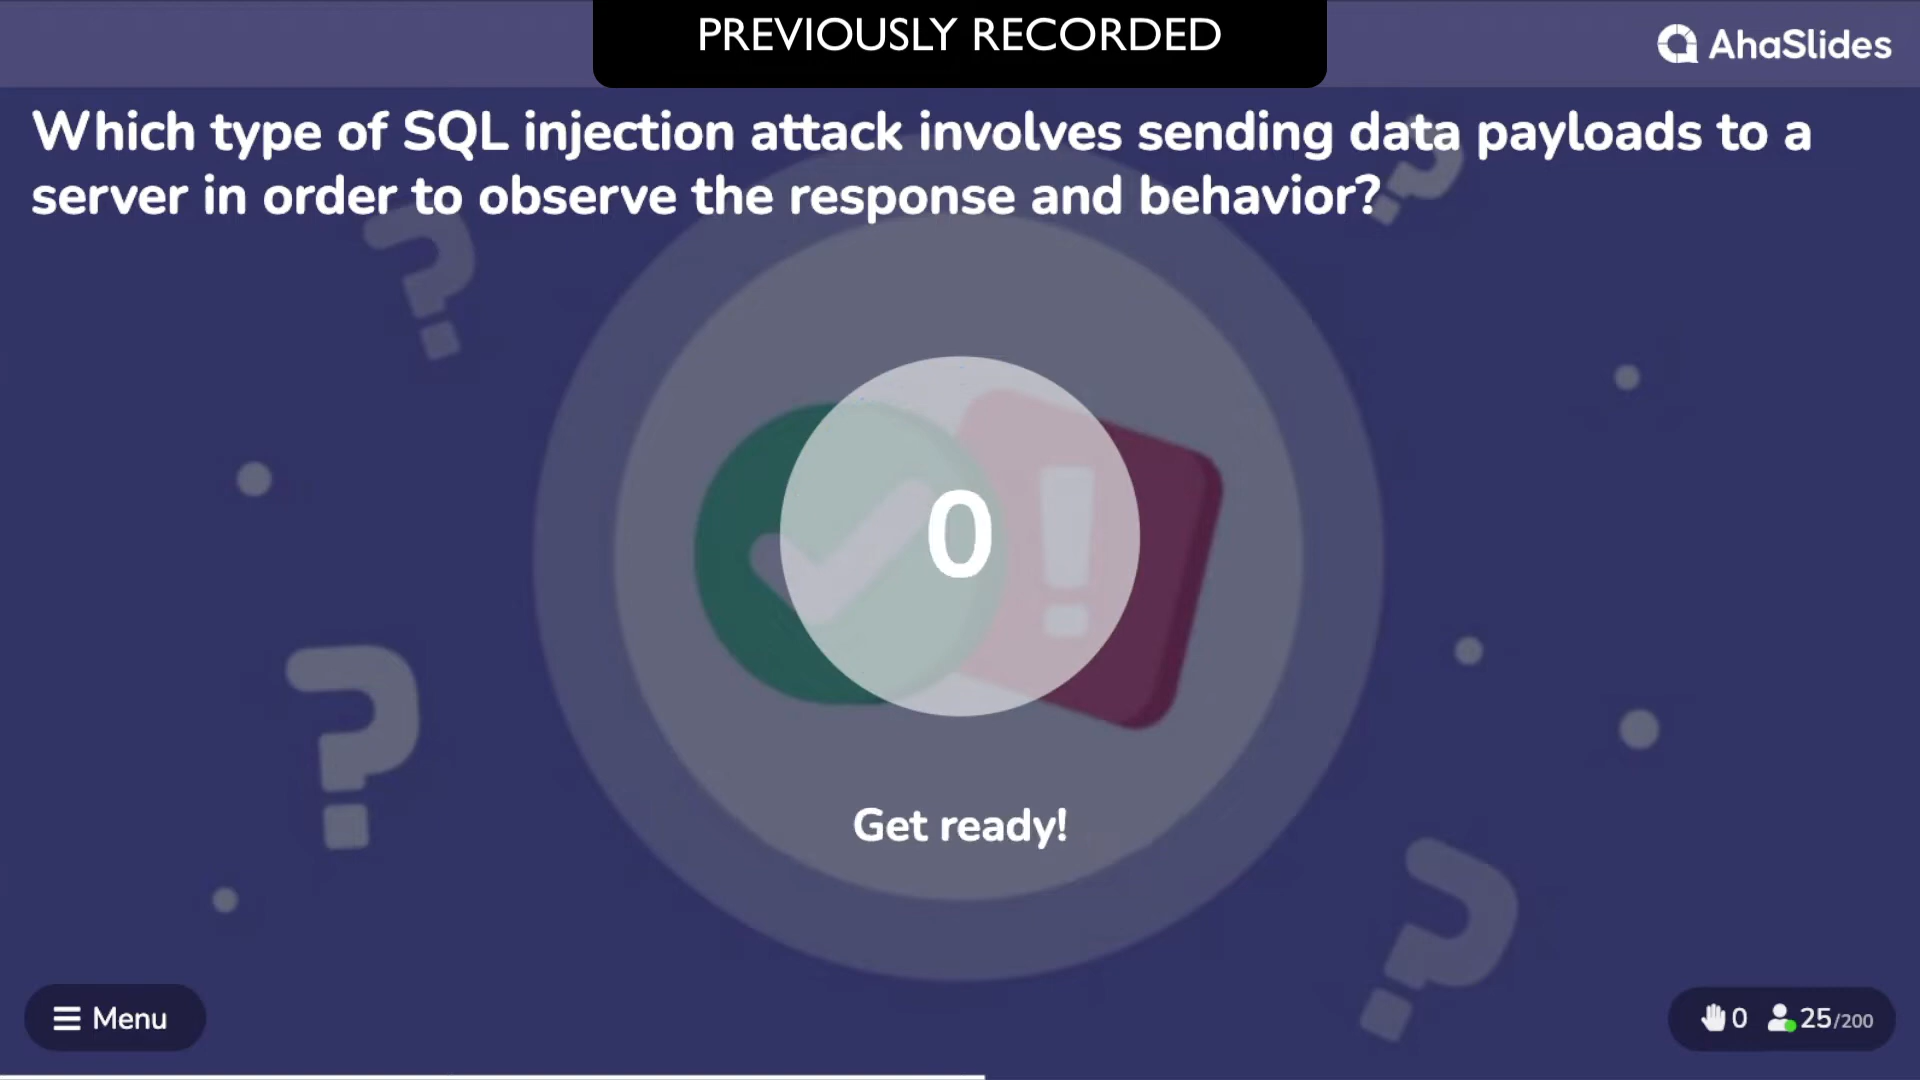 PREVIOUSLY RECORDED
AhaSlides
Which type of SQL injection attack involves sending data payloads to a
server in order to observe the response and behavior?
0
Get ready!
Menu
0 25/200